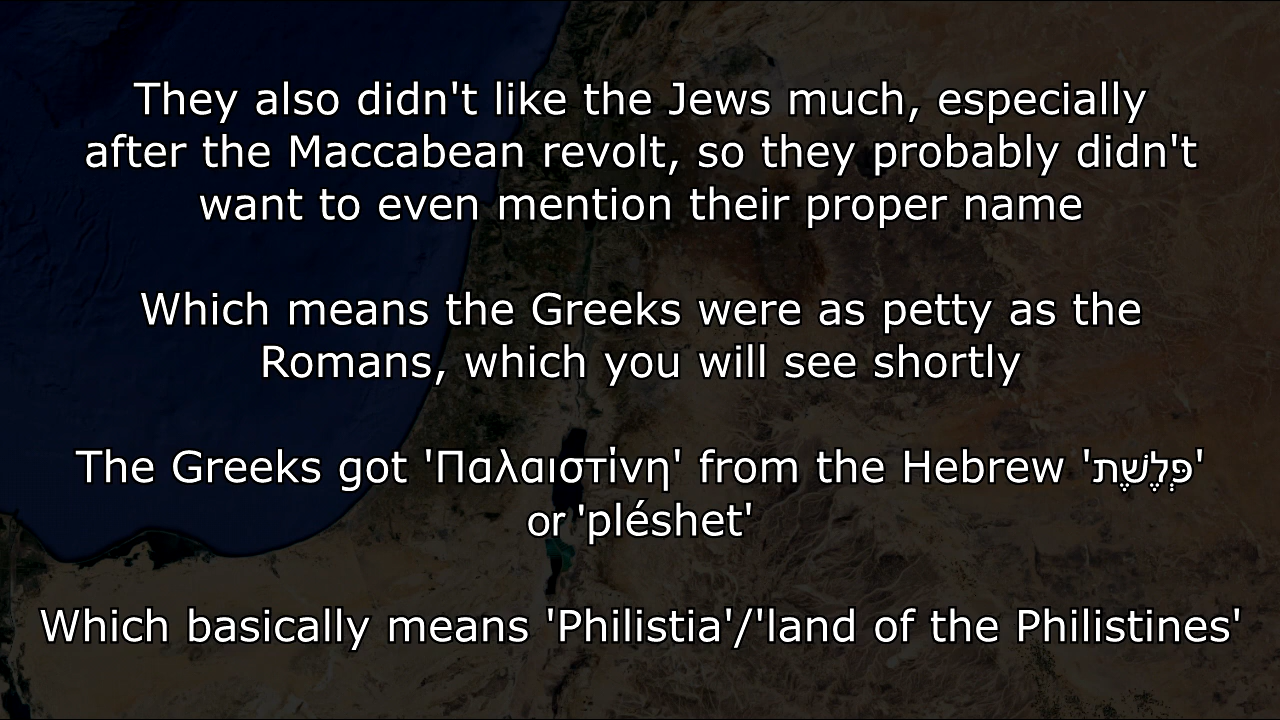 They also didn't like the Jews much, especially
after the Maccabean revolt, so they probably didn't
want to even mention their proper name
Which means the Greeks were as petty as the
Romans, which you will see shortly
The Greeks got 'Παλαιστίνη' from the Hebrew 'פְּלֶשֶׁת'
or 'pléshet'
Which basically means 'Philistia'/'land of the Philistines'